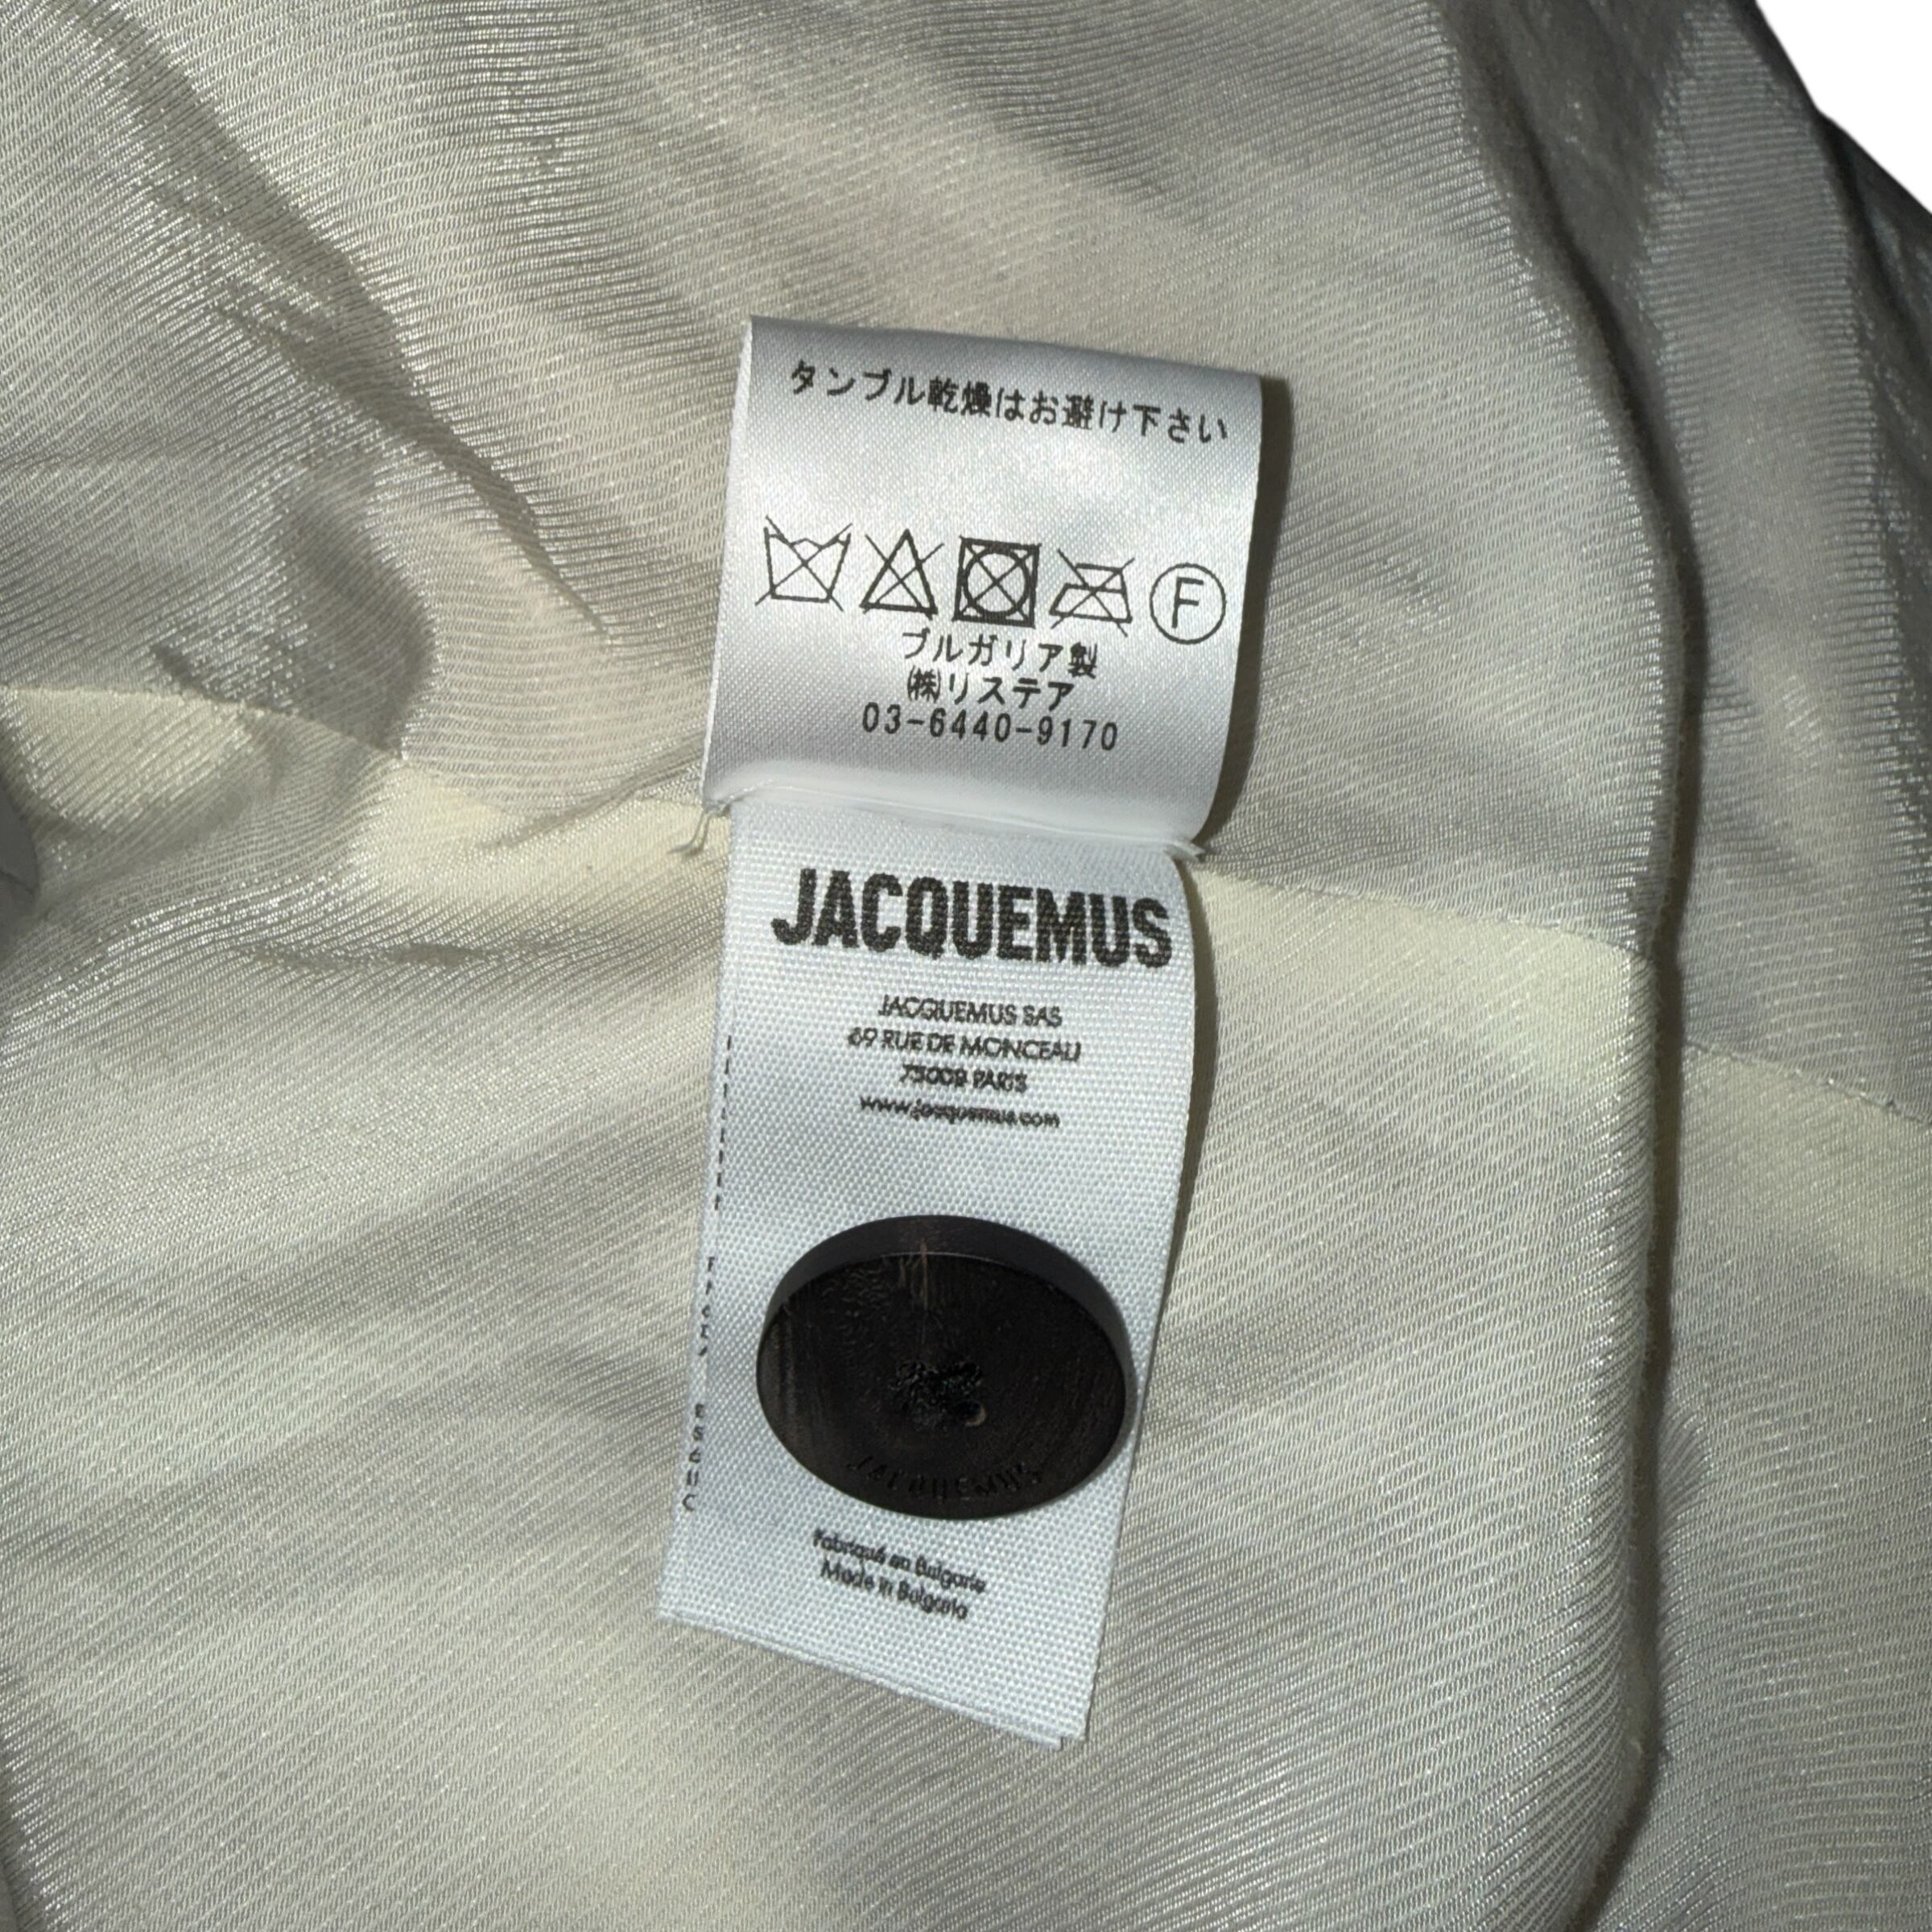 タンブル乾燥はお避け下さい
F
ブルガリア製
㈱リステア
03-6440-9170
JACQUEMUS
JACQUEMUS SAS
69 RUE DE MONCEAU
75008 PARIS
www.jacquemus.com
JACQUEMUS
Fabriqué en Bulgarie
Made in Bulgaria